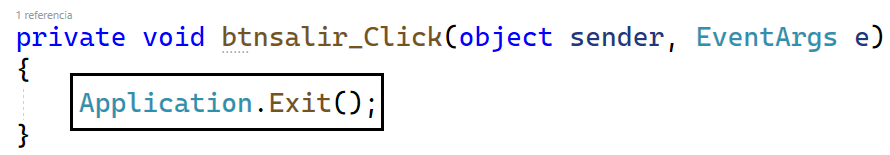 1 referencia
private void btnsalir_Click(object sender, EventArgs e)
{
Application.Exit();
}